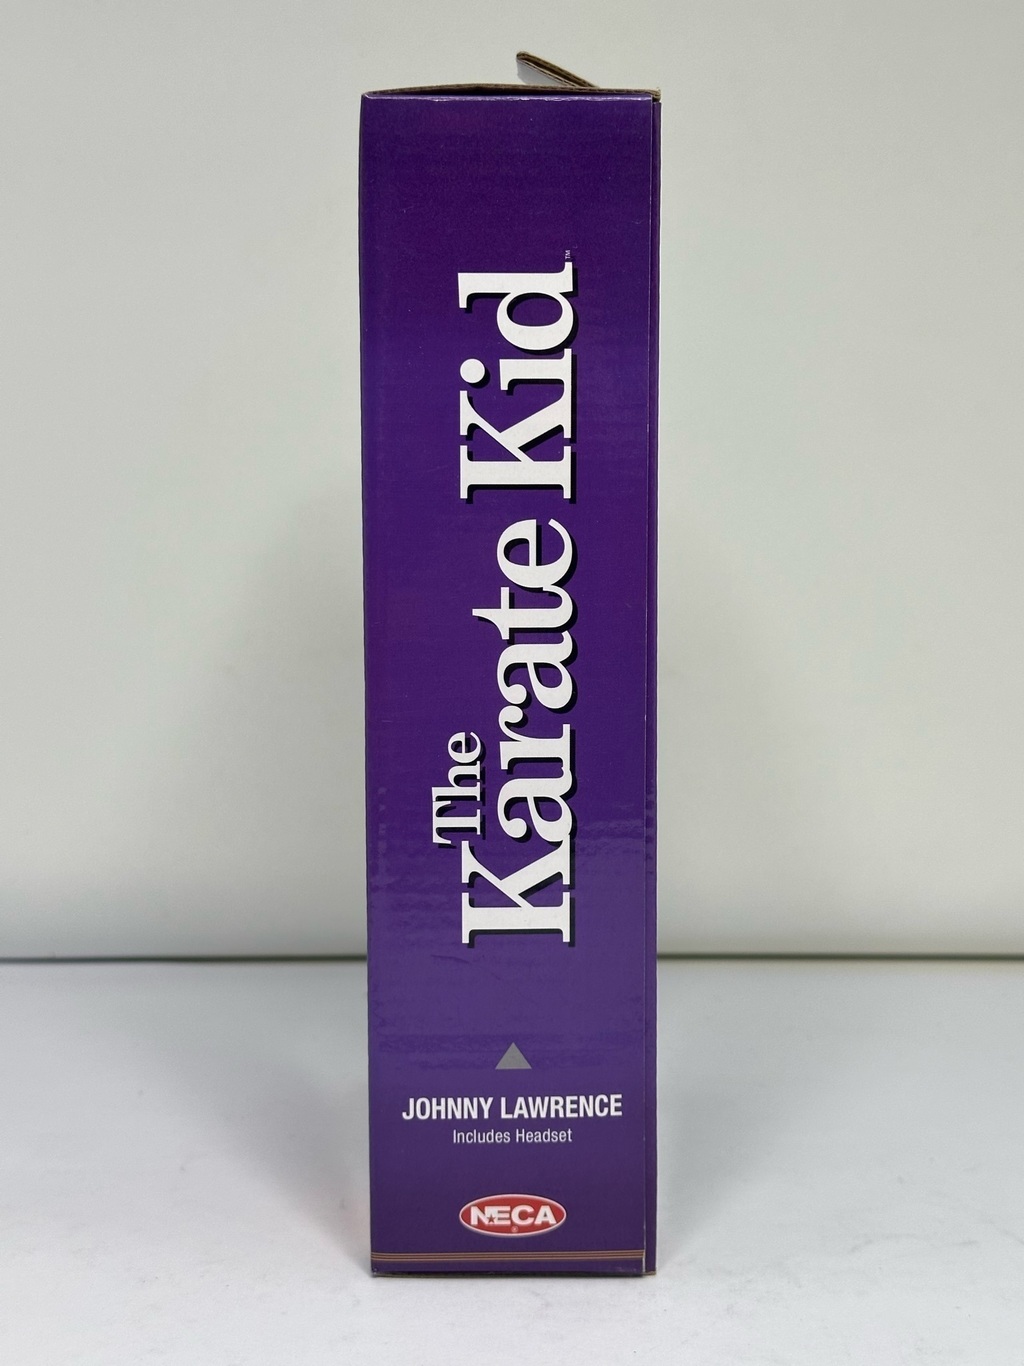 The
Karate Kid™
JOHNNY LAWRENCE
Includes Headset
NECA®